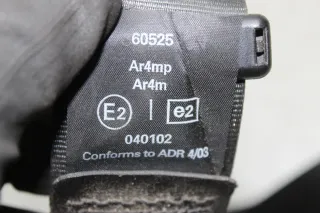 60525
Ar4mp
Ar4m
E2 | e2
040102
Conforms to ADR 4/03